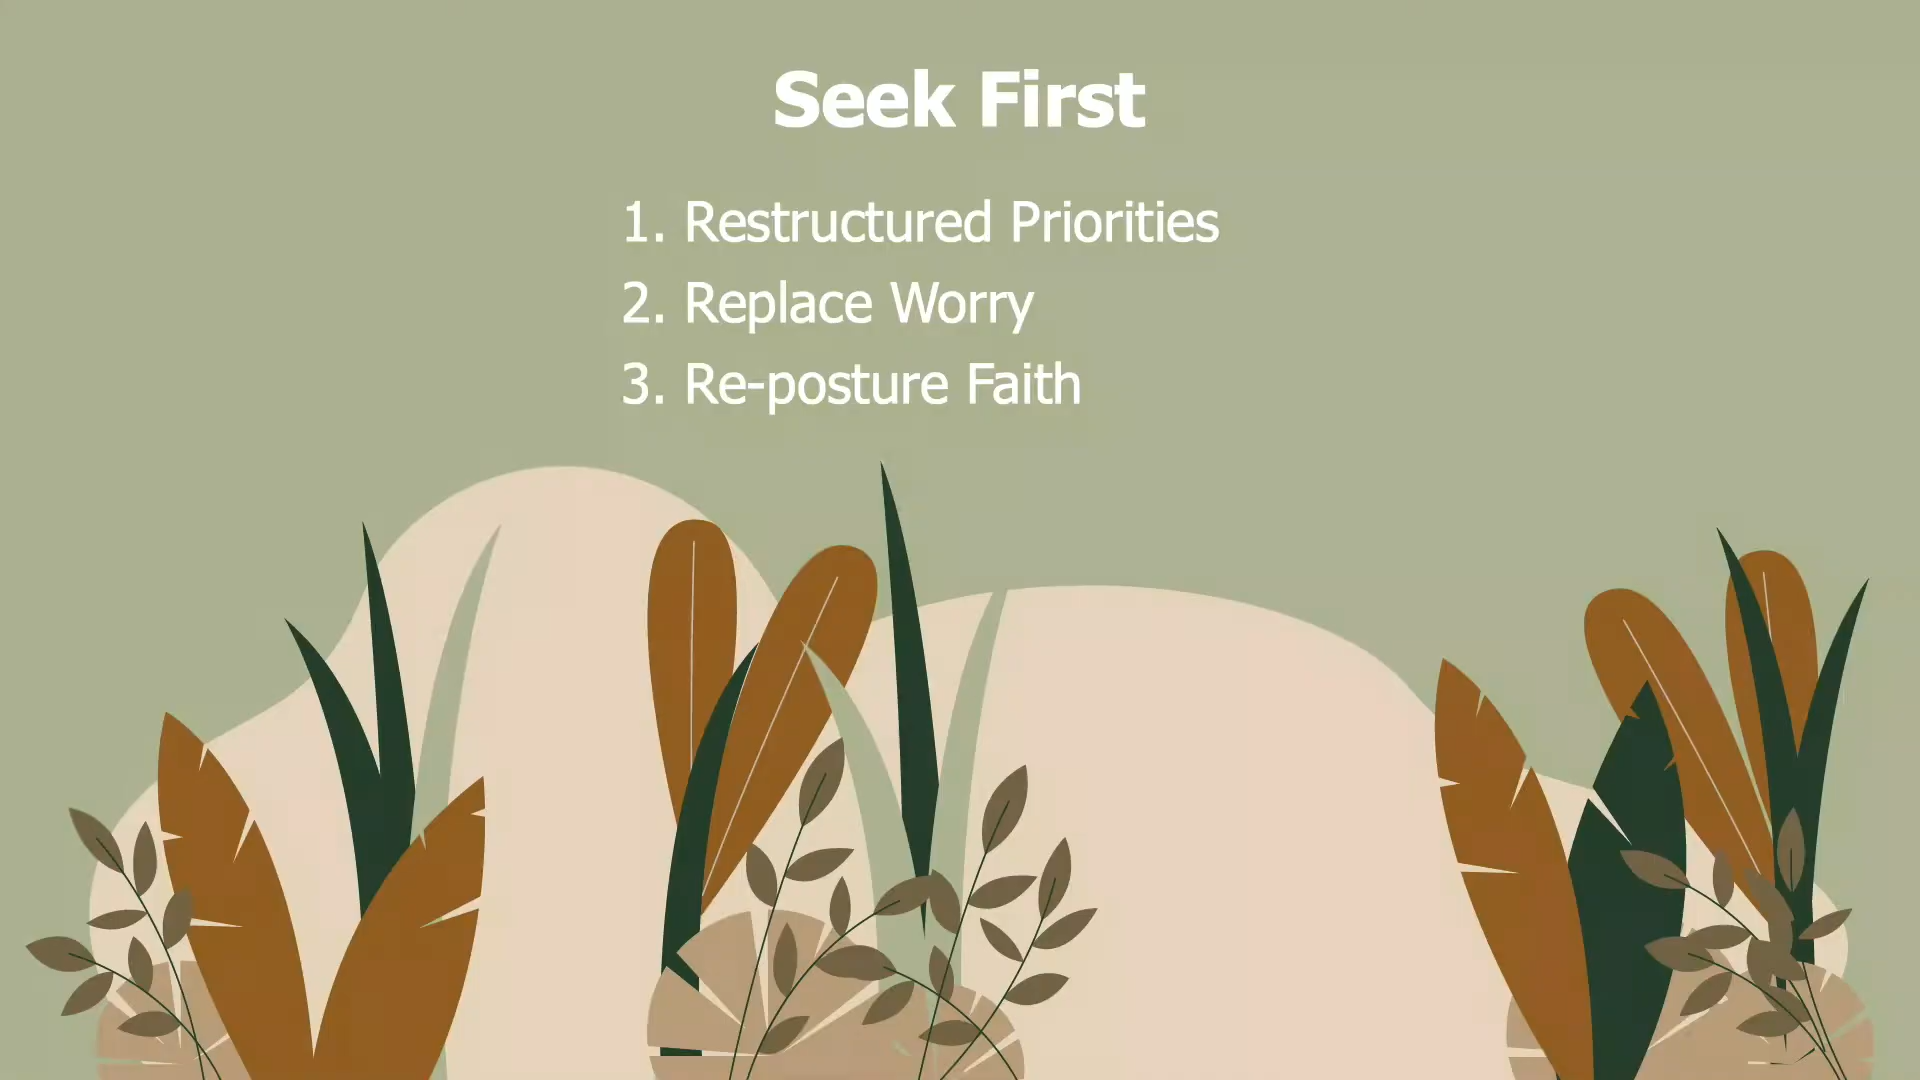 Seek First
1. Restructured Priorities
2. Replace Worry
3. Re-posture Faith